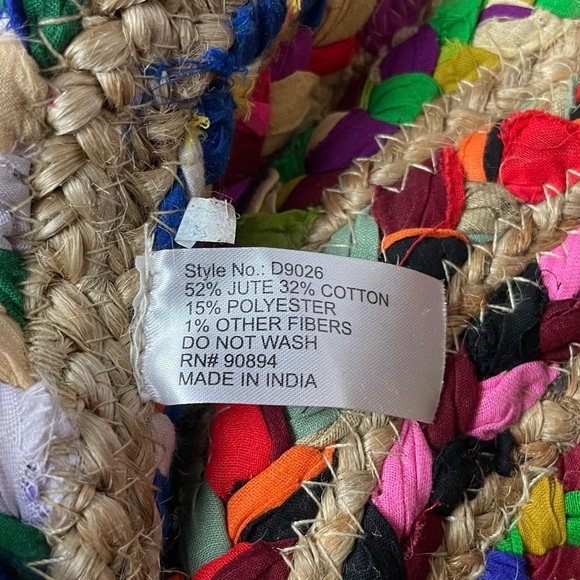 Style No.: D9026
52% JUTE 32% COTTON
15% POLYESTER
1% OTHER FIBERS
DO NOT WASH
RN# 90894
MADE IN INDIA